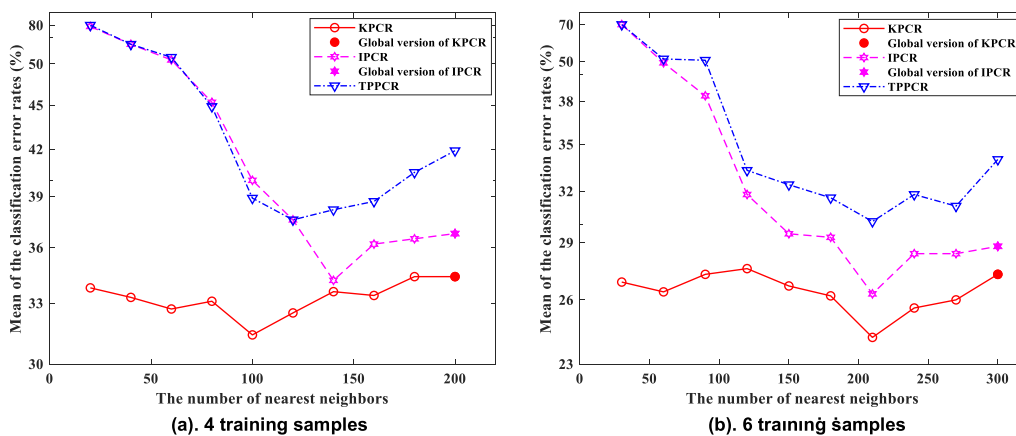 Mean of the classification error rates (%)
80
50
45
42
39
36
33
30
0
50
100
150
200
The number of nearest neighbors
KPCR
Global version of KPCR
IPCR
Global version of IPCR
TPPCR
(a). 4 training samples
Mean of the classification error rates (%)
70
50
38
35
32
29
26
23
0
50
100
150
200
250
300
The number of nearest neighbors
KPCR
Global version of KPCR
IPCR
Global version of IPCR
TPPCR
(b). 6 training samples